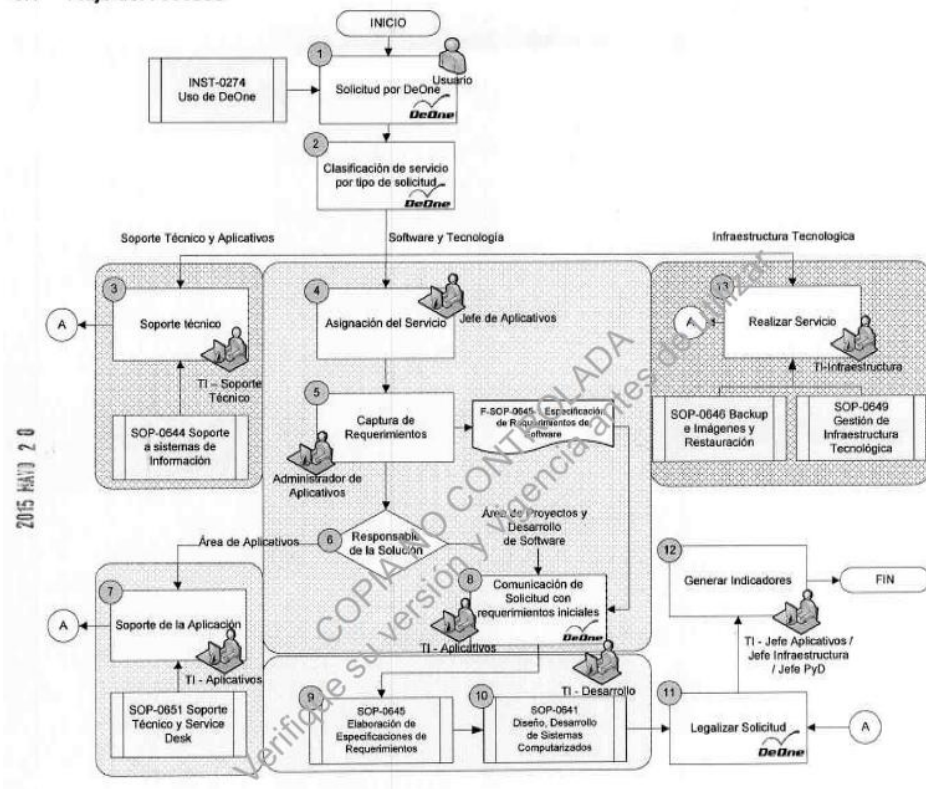 INICIO
1
Usuario
INST-0274
Uso de DeOne
Solicitud por DeOne
DeOne
2
Clasificación de servicio
por tipo de solicitud
DeOne
Soporte Técnico y Aplicativos
Software y Tecnología
Infraestructura Tecnologica
3
Soporte técnico
A
TI – Soporte
Técnico
SOP-0644 Soporte
a sistemas de
Información
4
Asignación del Servicio
Jefe de Aplicativos
5
Captura de
Requerimientos
Administrador de
Aplicativos
F-SOP-0645 Especificación
de Requerimientos de
Software
13
Realizar Servicio
A
TI-Infraestructura
SOP-0646 Backup
e Imágenes y
Restauración
SOP-0649
Gestión de
Infraestructura
Tecnológica
2015 MAYO 20
6
Responsable
de la Solución
Área de Aplicativos
Área de Proyectos y
Desarrollo
de Software
7
Soporte de la Aplicación
A
TI - Aplicativos
SOP-0651 Soporte
Técnico y Service
Desk
8
Comunicación de
Solicitud con
requerimientos iniciales
DeOne
TI - Aplicativos
TI - Desarrollo
9
SOP-0645
Elaboración de
Especificaciones de
Requerimientos
10
SOP-0641
Diseño, Desarrollo
de Sistemas
Computarizados
11
Legalizar Solicitud
DeOne
A
12
Generar Indicadores
FIN
TI - Jefe Aplicativos /
Jefe Infraestructura
/ Jefe PyD
COPIA NO CONTROLADA
Verifique su versión y vigencia antes de utilizar